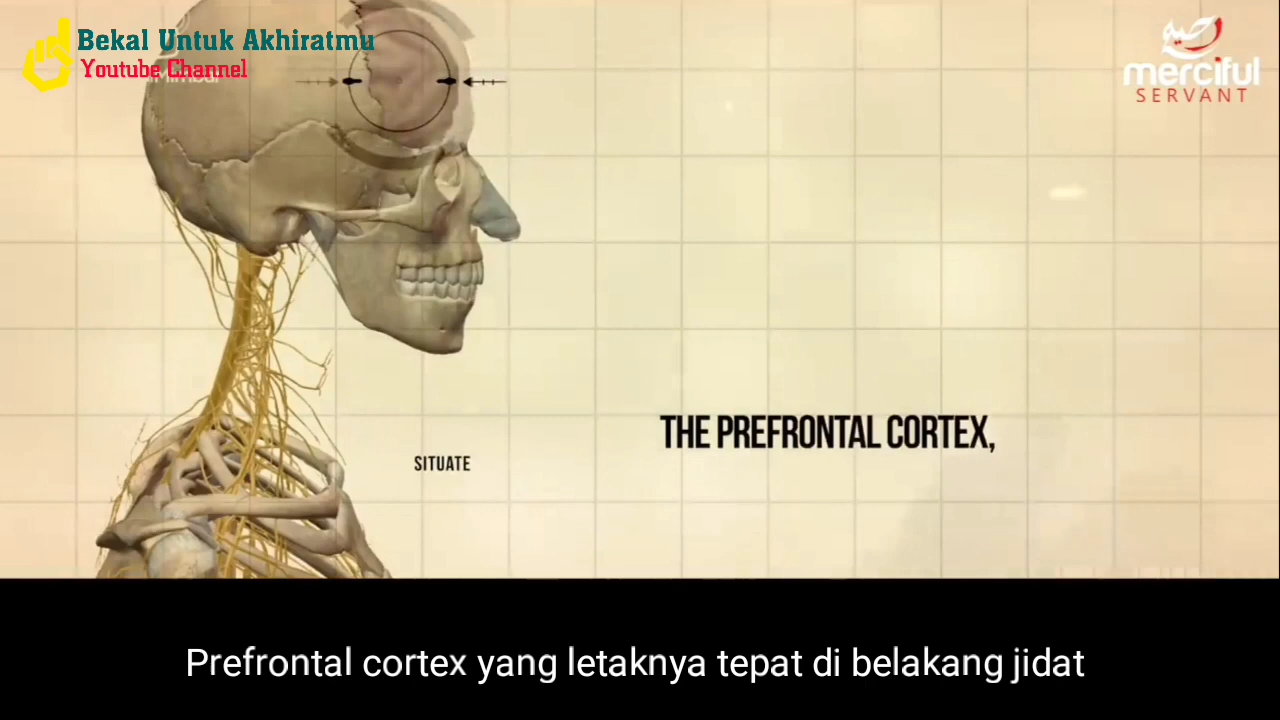 Bekal Untuk Akhiratmu
Youtube Channel
merciful
SERVANT
THE PREFRONTAL CORTEX,
SITUATE
Prefrontal cortex yang letaknya tepat di belakang jidat